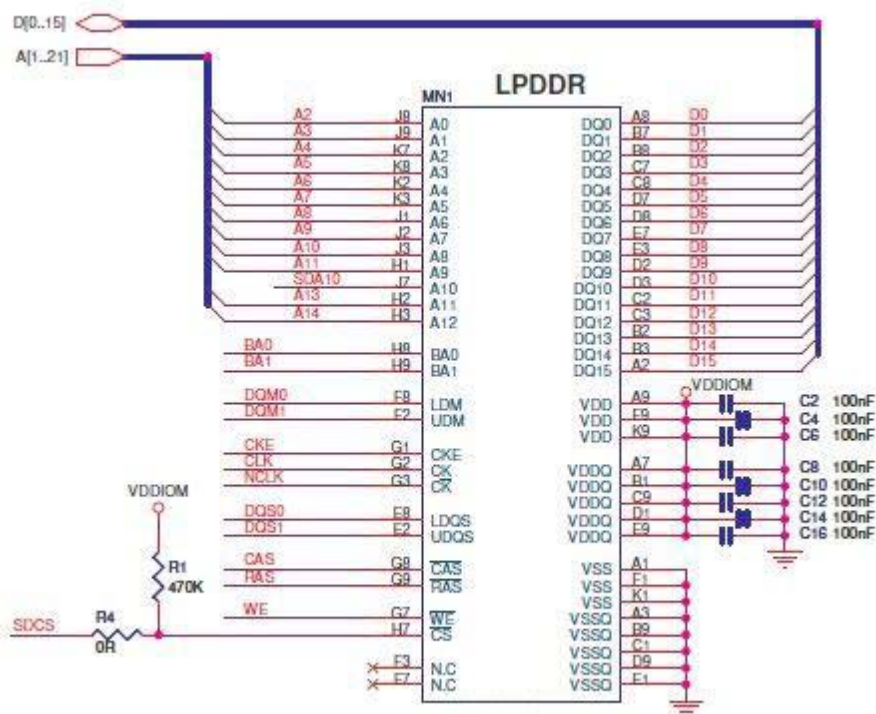 D[0..15]
A[1..21]
LPDDR
MN1
A2 J8 A0 DQ0 A8 D0
A3 J9 A1 DQ1 B7 D1
A4 K7 A2 DQ2 B8 D2
A5 K8 A3 DQ3 C7 D3
A6 K2 A4 DQ4 C8 D4
A7 K3 A5 DQ5 D7 D5
A8 J1 A6 DQ6 D8 D6
A9 J2 A7 DQ7 E7 D7
A10 J3 A8 DQ8 E3 D8
A11 H1 A9 DQ9 D2 D9
SDA10 J7 A10 DQ10 D3 D10
A13 H2 A11 DQ11 C2 D11
A14 H3 A12 DQ12 C3 D12
DQ13 B2 D13
BA0 H8 BA0 DQ14 B3 D14
BA1 H9 BA1 DQ15 A2 D15
VDDIOM
DQM0 F8 LDM VDD A9 C2 100nF
DQM1 F2 UDM VDD F9 C4 100nF
VDD K9 C6 100nF
CKE G1 CKE
CLK G2 CK VDDQ A7 C8 100nF
NCLK G3 CK VDDQ B1 C10 100nF
VDDIOM
VDDQ C9 C12 100nF
DQS0 E8 LDQS VDDQ D1 C14 100nF
DQS1 E2 UDQS VDDQ E9 C16 100nF
CAS G8 CAS VSS A1
RAS G9 RAS VSS F1
R1
470K
VSS K1
WE G7 WE VSSQ A3
SDCS R4 H7 CS VSSQ B9
0R
VSSQ C1
F3 N.C VSSQ D9
F7 N.C VSSQ E1